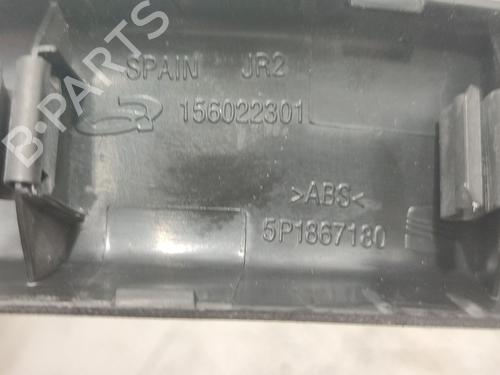 B-PARTS
SPAIN JR2
156022301
>ABS<
5P1867180